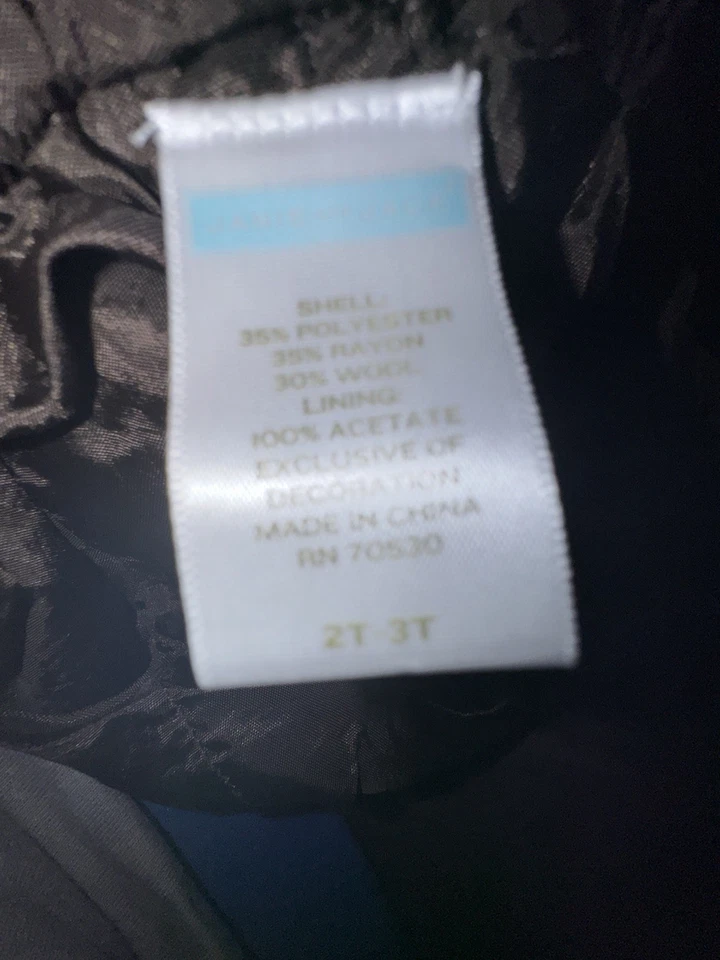 SHELL:
35% POLYESTER
35% RAYON
30% WOOL
LINING:
100% ACETATE
EXCLUSIVE OF
DECORATION
MADE IN CHINA
RN 70530
2T 3T